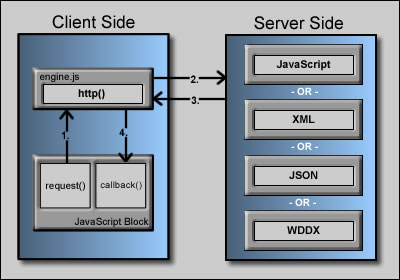 Client Side
Server Side
engine.js
http()
2.
3.
1.
4.
request()
callback()
JavaScript Block
JavaScript
- OR -
XML
- OR -
JSON
- OR -
WDDX